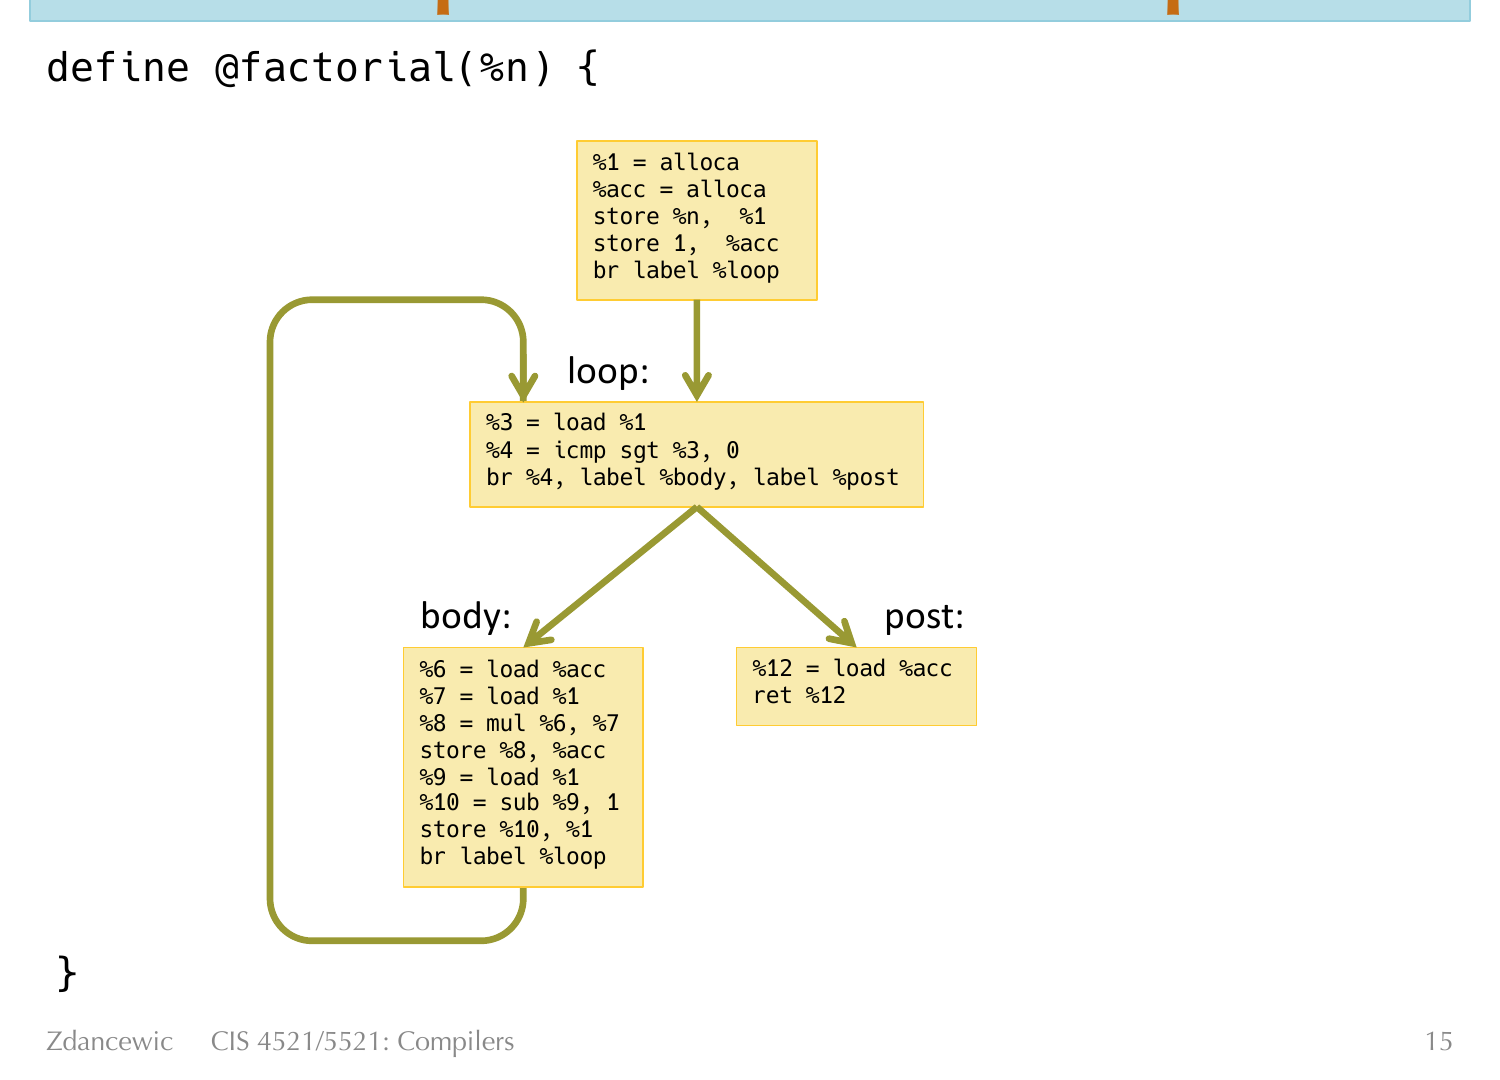 define @factorial(%n) {
%1 = alloca
%acc = alloca
store %n,  %1
store 1,  %acc
br label %loop
loop:
%3 = load %1
%4 = icmp sgt %3, 0
br %4, label %body, label %post
body:
%6 = load %acc
%7 = load %1
%8 = mul %6, %7
store %8, %acc
%9 = load %1
%10 = sub %9, 1
store %10, %1
br label %loop
post:
%12 = load %acc
ret %12
}
Zdancewic CIS 4521/5521: Compilers 15